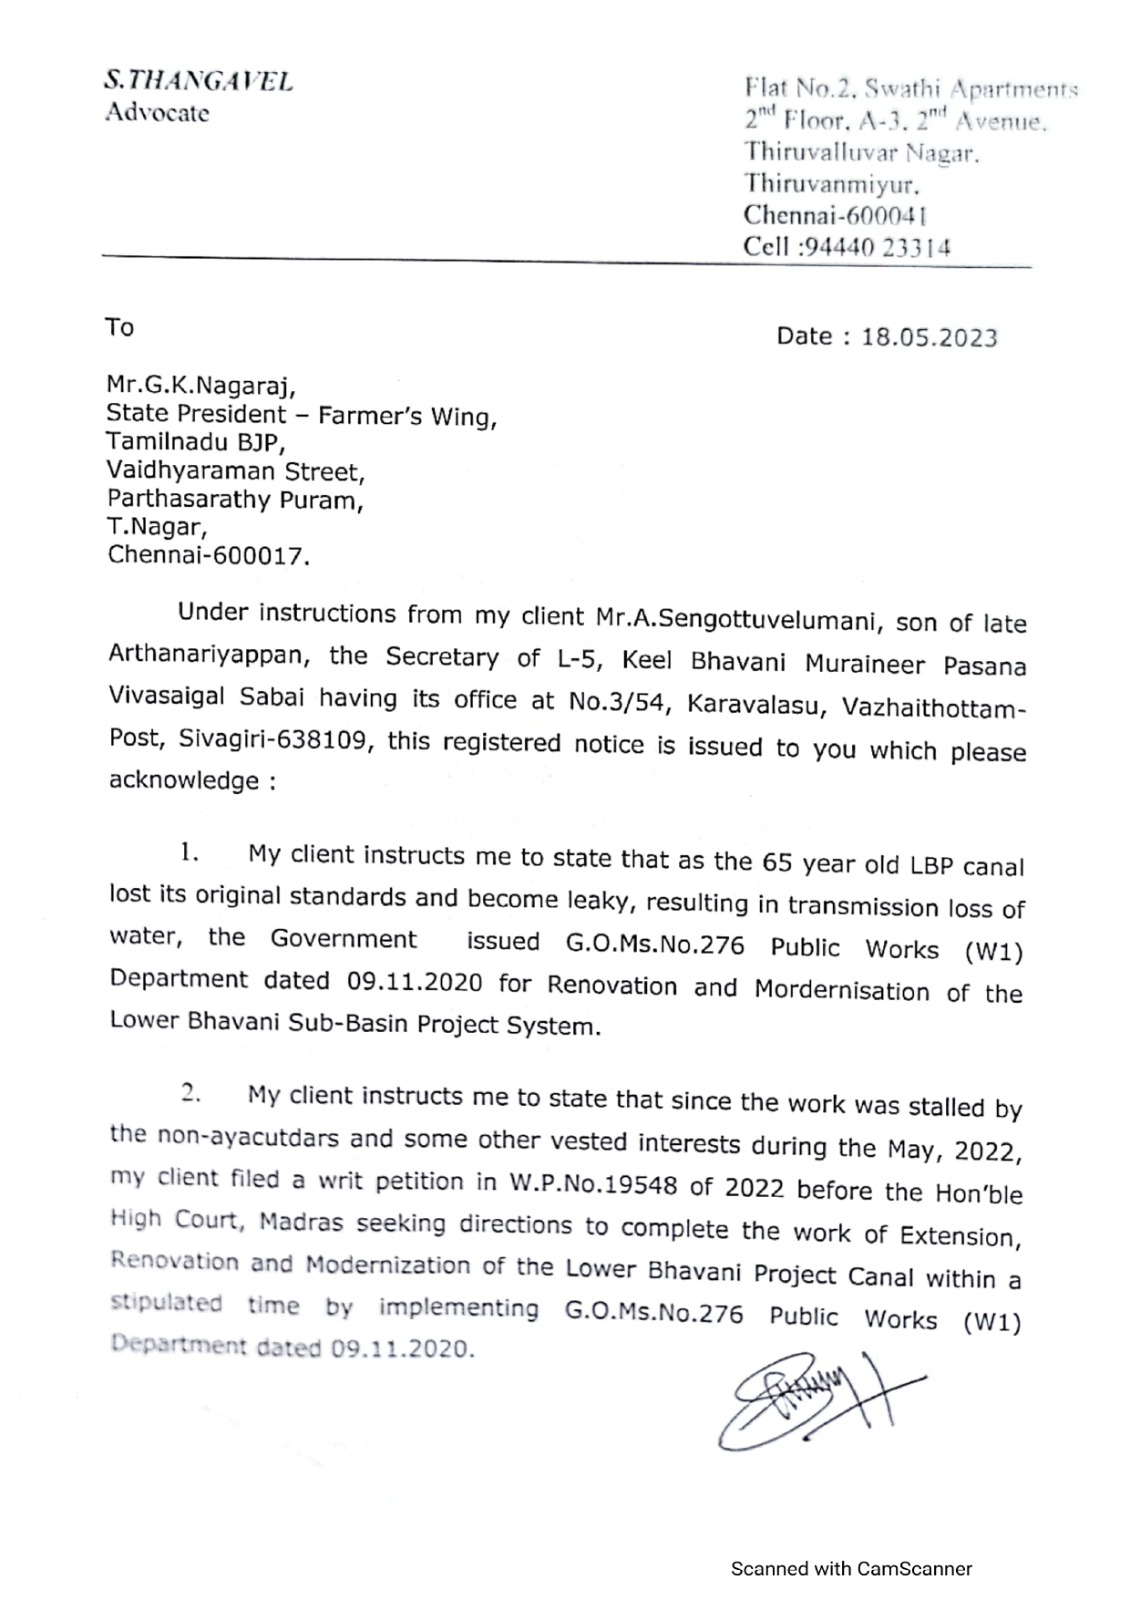 S.THANGAVEL
Advocate
Flat No.2, Swathi Apartments
2nd Floor, A-3, 2nd Avenue,
Thiruvalluvar Nagar,
Thiruvanmiyur,
Chennai-600041
Cell :94440 23314
To
Date : 18.05.2023
Mr.G.K.Nagaraj,
State President – Farmer's Wing,
Tamilnadu BJP,
Vaidhyaraman Street,
Parthasarathy Puram,
T.Nagar,
Chennai-600017.
Under instructions from my client Mr.A.Sengottuvelumani, son of late
Arthanariyappan, the Secretary of L-5, Keel Bhavani Muraineer Pasana
Vivasaigal Sabai having its office at No.3/54, Karavalasu, Vazhaithottam-
Post, Sivagiri-638109, this registered notice is issued to you which please
acknowledge :
1. My client instructs me to state that as the 65 year old LBP canal
lost its original standards and become leaky, resulting in transmission loss of
water, the Government issued G.O.Ms.No.276 Public Works (W1)
Department dated 09.11.2020 for Renovation and Mordernisation of the
Lower Bhavani Sub-Basin Project System.
2. My client instructs me to state that since the work was stalled by
the non-ayacutdars and some other vested interests during the May, 2022,
my client filed a writ petition in W.P.No.19548 of 2022 before the Hon'ble
High Court, Madras seeking directions to complete the work of Extension,
Renovation and Modernization of the Lower Bhavani Project Canal within a
stipulated time by implementing G.O.Ms.No.276 Public Works (W1)
Department dated 09.11.2020.
Scanned with CamScanner